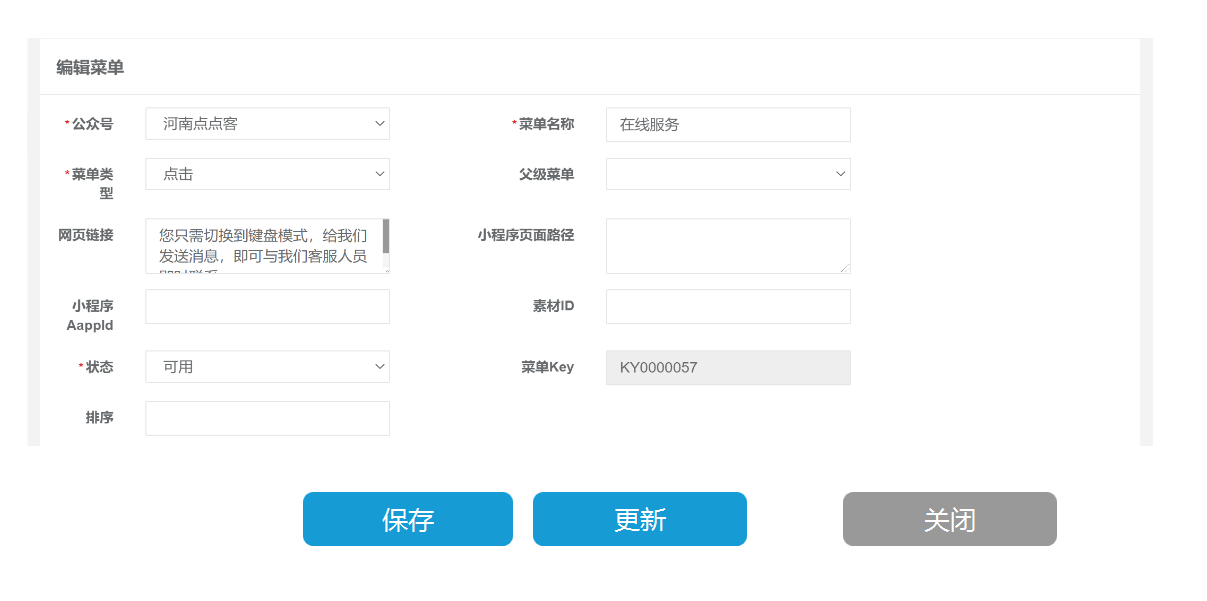 编辑菜单
*公众号 河南点点客 *菜单名称 在线服务
*菜单类型 点击 父级菜单
网页链接 您只需切换到键盘模式，给我们 小程序页面路径
发送消息，即可与我们客服人员
即时联系
小程序 素材ID
AappId
*状态 可用 菜单Key KY0000057
排序
保存 更新 关闭